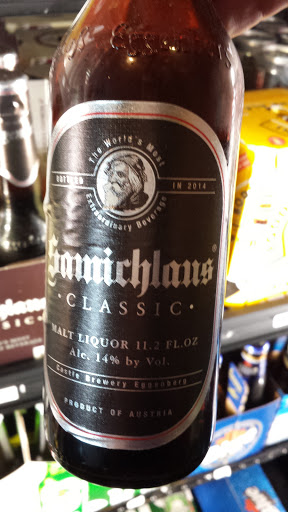 The World's Most
BOTTLED IN 2014
Extraordinary Beverage
Samichlaus
· CLASSIC ·
MALT LIQUOR 11.2 FL.OZ
Alc. 14% by Vol.
Castle Brewery Eggenberg
PRODUCT OF AUSTRIA